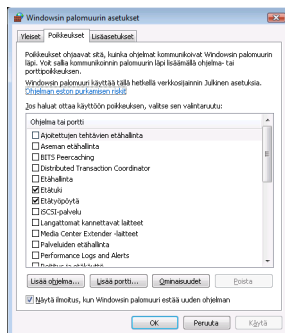 Windowsin palomuurin asetukset
Yleiset Poikkeukset Lisäasetukset
Poikkeukset ohjaavat sitä, kuinka ohjelmat kommunikoivat Windowsin palomuurin
läpi. Voit sallia kommunikoinnin palomuurin läpi lisäämällä ohjelma- tai
porttipoikkeuksen.
Windowsin palomuuri käyttää tällä hetkellä verkkosijainnin Julkinen asetuksia.
Ohjelman eston purkamisen riskit
Jos haluat ottaa käyttöön poikkeuksen, valitse sen valintaruutu:
Ohjelma tai portti
Ajoitettujen tehtävien etähallinta
Aseman etähallinta
BITS Peercaching
Distributed Transaction Coordinator
Etähallinta
Etätuki
Etätyöpöytä
iSCSI-palvelu
Langattomat kannettavat laitteet
Media Center Extender -laitteet
Palveluiden etähallinta
Performance Logs and Alerts
Lisää ohjelma... Lisää portti... Ominaisuudet Poista
Näytä ilmoitus, kun Windowsin palomuuri estää uuden ohjelman
OK Peruuta Käytä